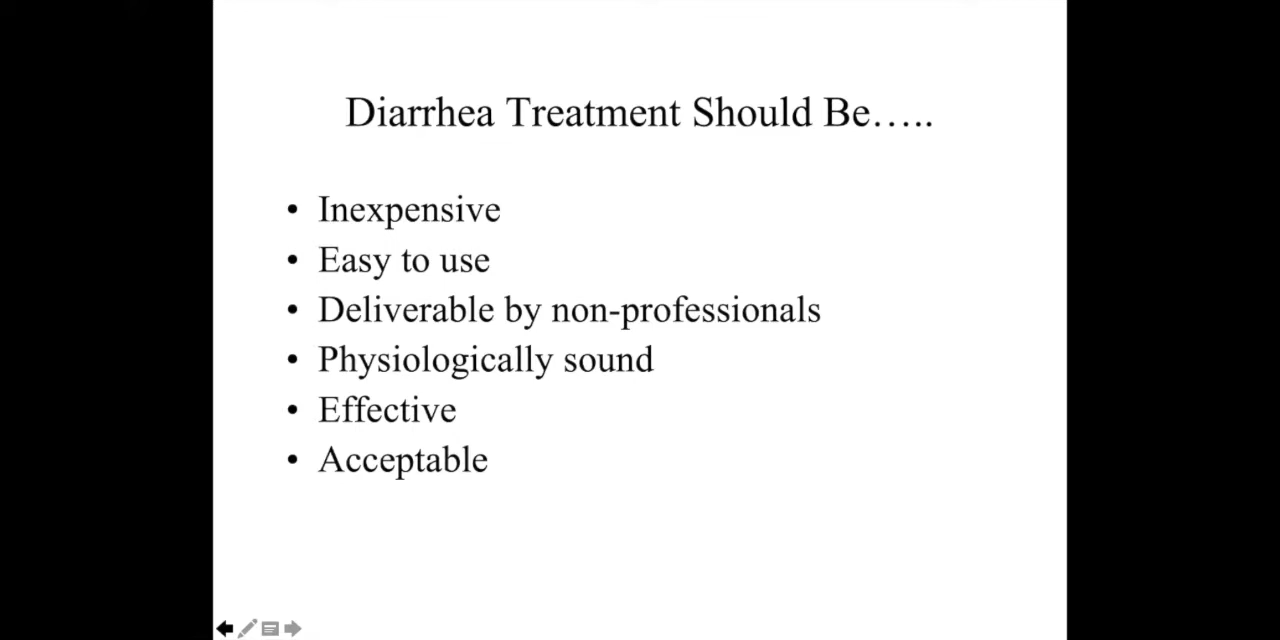 Diarrhea Treatment Should Be…..
• Inexpensive
• Easy to use
• Deliverable by non-professionals
• Physiologically sound
• Effective
• Acceptable